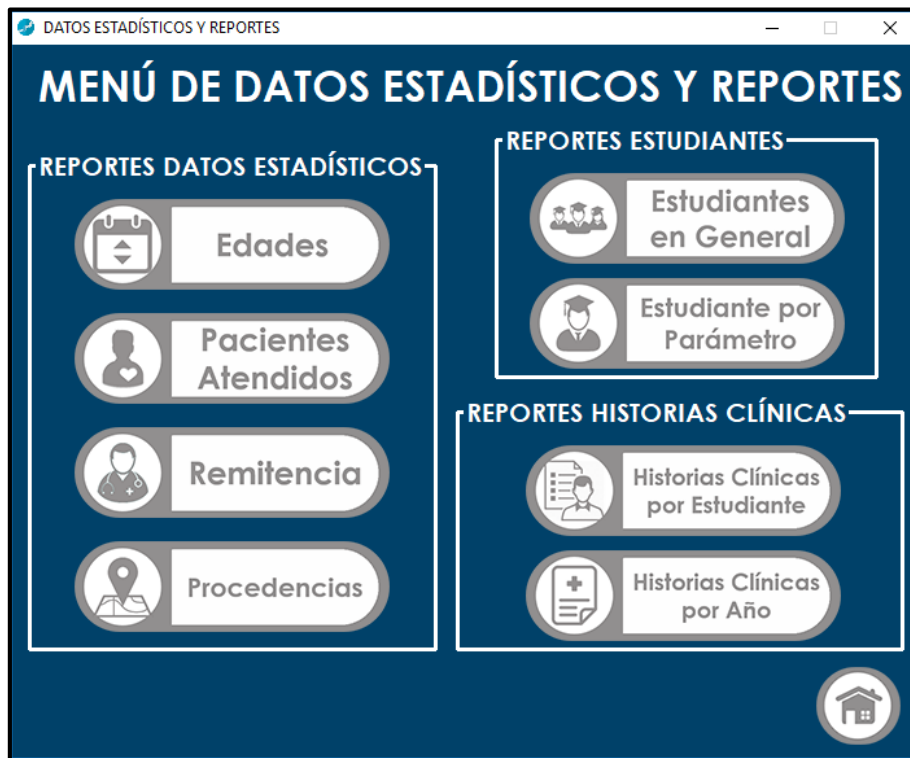 DATOS ESTADÍSTICOS Y REPORTES
MENÚ DE DATOS ESTADÍSTICOS Y REPORTES
REPORTES DATOS ESTADÍSTICOS
Edades
Pacientes
Atendidos
Remitencia
Procedencias
REPORTES ESTUDIANTES
Estudiantes
en General
Estudiante por
Parámetro
REPORTES HISTORIAS CLÍNICAS
Historias Clínicas
por Estudiante
Historias Clínicas
por Año